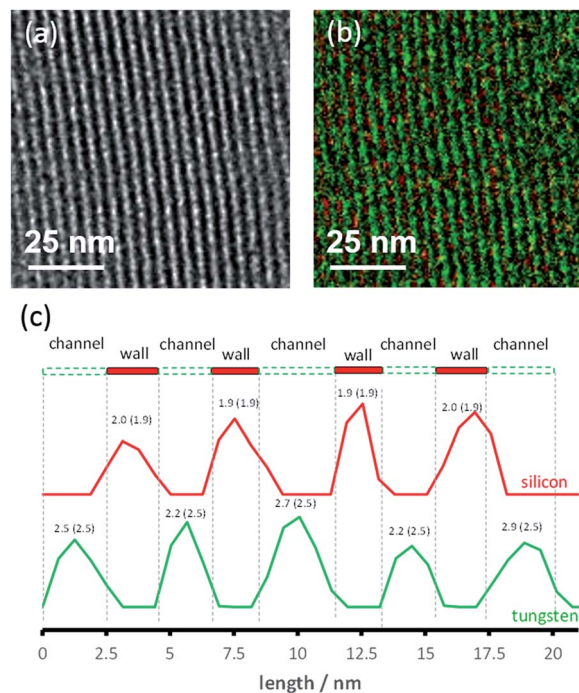 (a)
25 nm
(b)
25 nm
(c)
channel wall channel wall channel wall channel wall channel
2.0 (1.9) 1.9 (1.9) 1.9 (1.9) 2.0 (1.9)
silicon
2.5 (2.5) 2.2 (2.5) 2.7 (2.5) 2.2 (2.5) 2.9 (2.5)
tungsten
0 2.5 5 7.5 10 12.5 15 17.5 20
length / nm